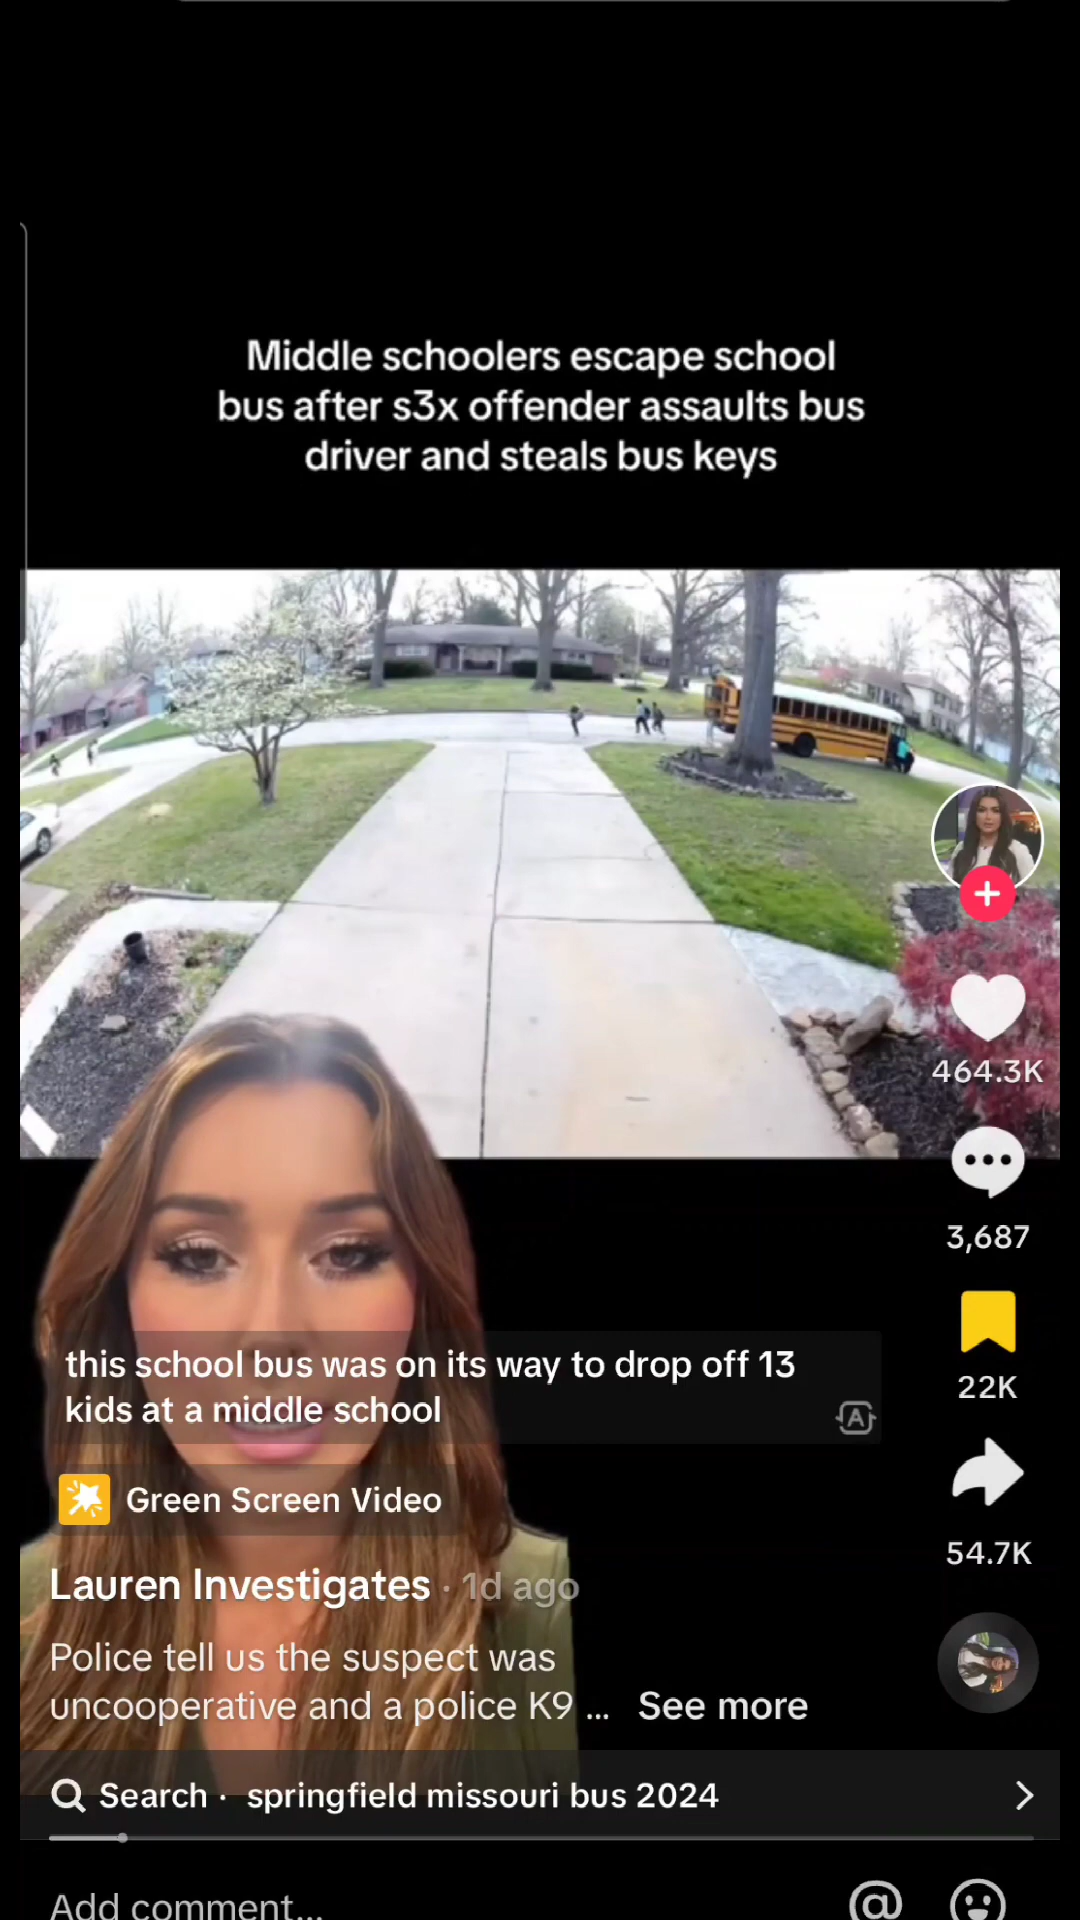 Middle schoolers escape school
bus after s3x offender assaults bus
driver and steals bus keys
464.3K
3,687
22K
54.7K
this school bus was on its way to drop off 13
kids at a middle school
A
Green Screen Video
Lauren Investigates · 1d ago
Police tell us the suspect was
uncooperative and a police K9 ... See more
Search · springfield missouri bus 2024
Add comment...
@